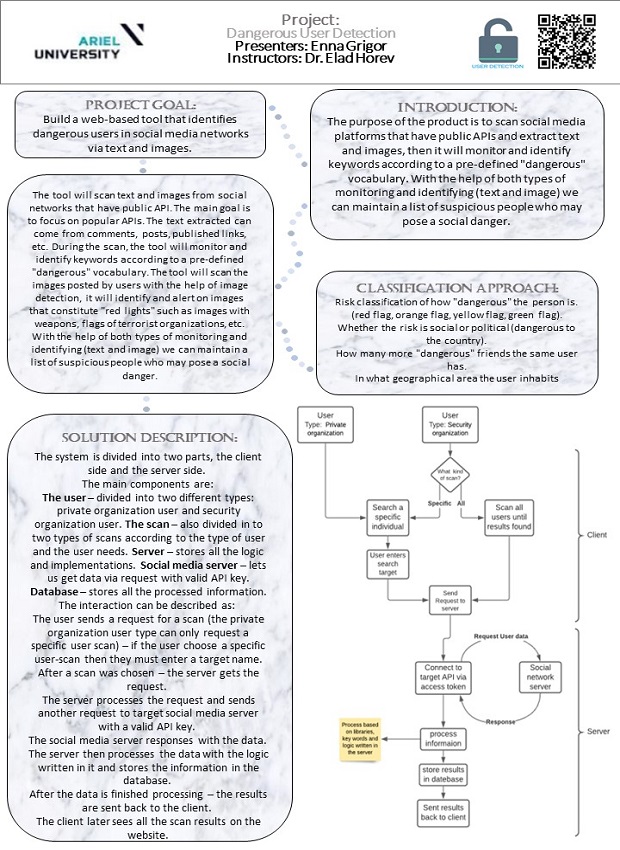 ARIEL
UNIVERSITY
Project:
Dangerous User Detection
Presenters: Enna Grigor
Instructors: Dr. Elad Horev
USER DETECTION
PROJECT GOAL:
Build a web-based tool that identifies
dangerous users in social media networks
via text and images.
INTRODUCTION:
The purpose of the product is to scan social media
platforms that have public APIs and extract text
and images, then it will monitor and identify
keywords according to a pre-defined "dangerous"
vocabulary. With the help of both types of
monitoring and identifying (text and image) we
can maintain a list of suspicious people who may
pose a social danger.
The tool will scan text and images from social
networks that have public API. The main goal is
to focus on popular APIs. The text extracted can
come from comments, posts, published links,
etc. During the scan, the tool will monitor and
identify keywords according to a pre-defined
"dangerous" vocabulary. The tool will scan the
images posted by users with the help of image
detection, it will identify and alert on images
that constitute "red lights" such as images with
weapons, flags of terrorist organizations, etc.
With the help of both types of monitoring and
identifying (text and image) we can maintain a
list of suspicious people who may pose a social
danger.
CLASSIFICATION APPROACH:
Risk classification of how "dangerous" the person is.
(red flag, orange flag, yellow flag, green flag).
Whether the risk is social or political (dangerous to
the country).
How many more "dangerous" friends the same user
has.
In what geographical area the user inhabits
SOLUTION DESCRIPTION:
The system is divided into two parts, the client
side and the server side.
The main components are:
The user – divided into two different types:
private organization user and security
organization user. The scan – also divided in to
two types of scans according to the type of user
and the user needs. Server – stores all the logic
and implementations. Social media server – lets
us get data via request with valid API key.
Database – stores all the processed information.
The interaction can be described as:
The user sends a request for a scan (the private
organization user type can only request a
specific user scan) – if the user choose a specific
user-scan then they must enter a target name.
After a scan was chosen – the server gets the
request.
The server processes the request and sends
another request to target social media server
with a valid API key.
The social media server responses with the data.
The server then processes the data with the logic
written in it and stores the information in the
database.
After the data is finished processing – the results
are sent back to the client.
The client later sees all the scan results on the
website.
User
Type: Private
organization
User
Type: Security
organization
What kind
of scan?
Specific
All
Search a
specific
individual
Scan all
users until
results found
User enters
search
target
Send
Request to
server
Client
Request User data
Connect to
target API via
access token
Social
network
server
Response
Process based
on libraries,
key words and
logic written in
the server
process
informaion
Server
store results
in datebase
Sent results
back to client